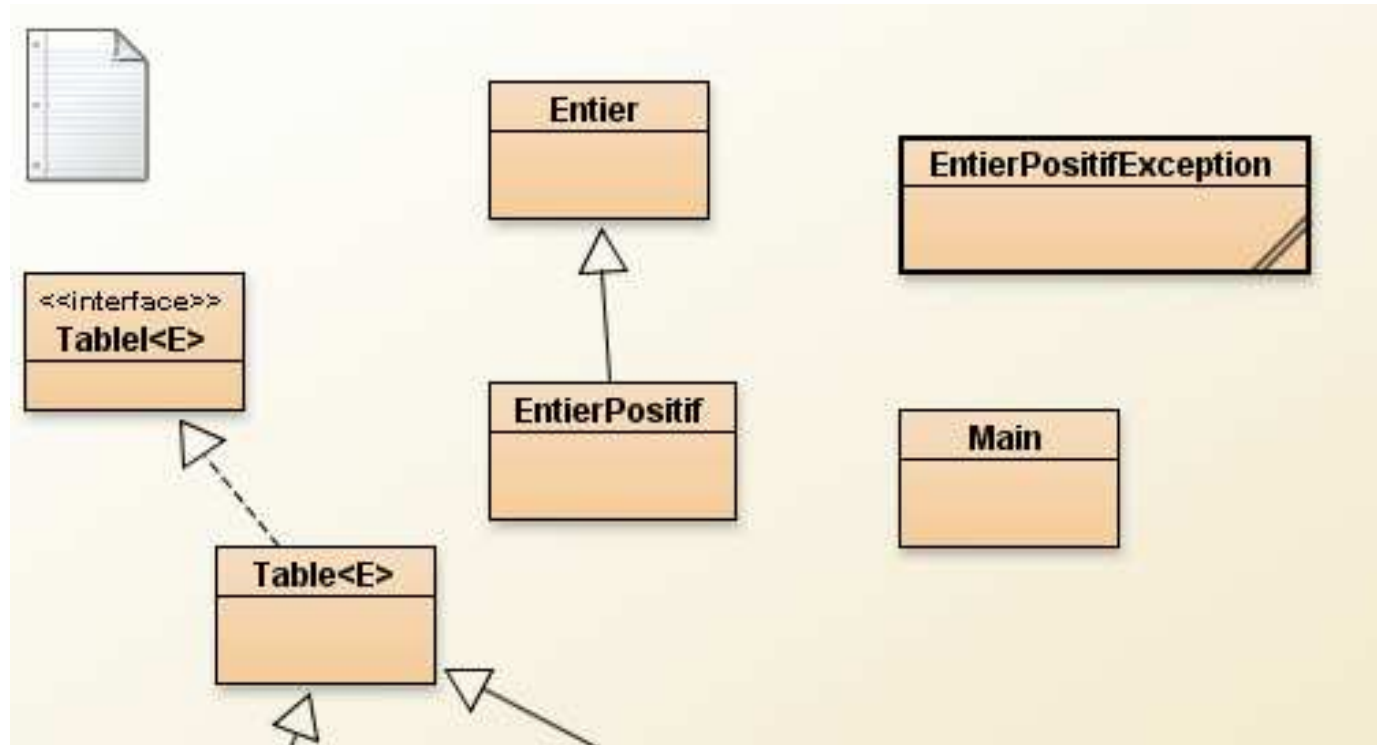 Entier
EntierPositifException
<<interface>>
TableI<E>
EntierPositif
Main
Table<E>